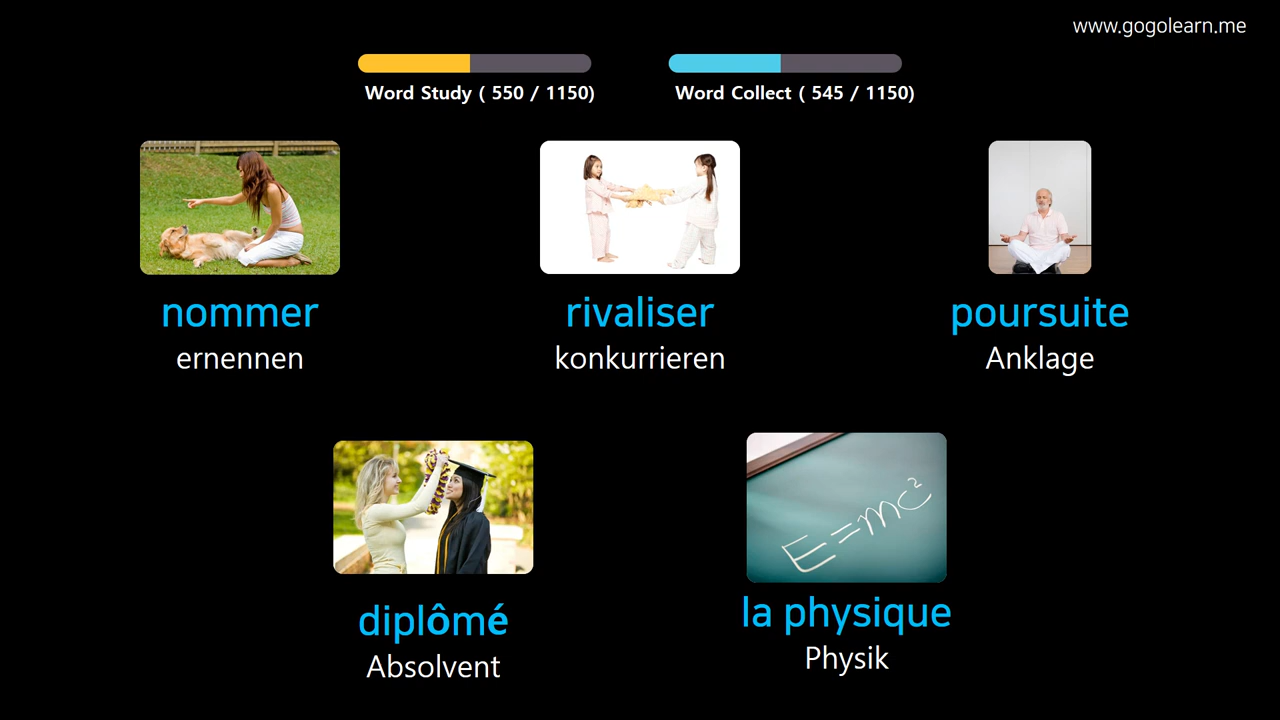 www.gogolearn.me
Word Study ( 550 / 1150)
Word Collect ( 545 / 1150)
nommer
ernennen
rivaliser
konkurrieren
poursuite
Anklage
E=mc²
diplômé
Absolvent
la physique
Physik